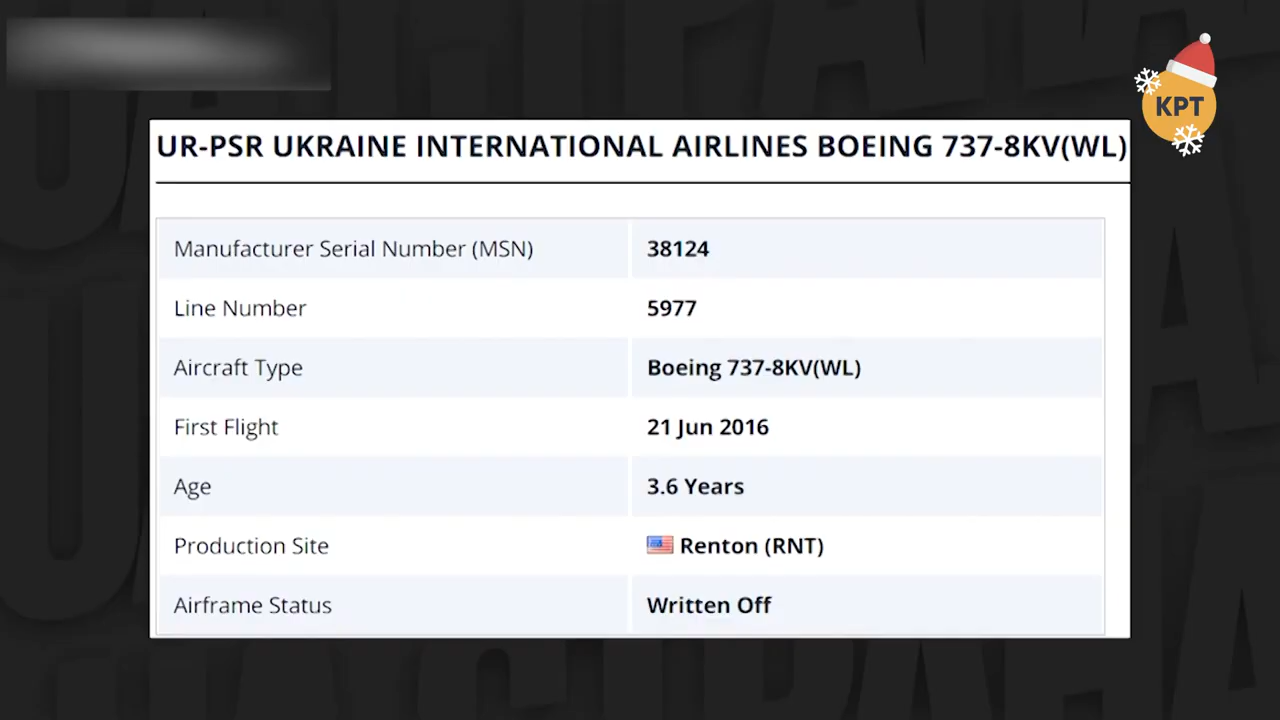 KPT
UR-PSR UKRAINE INTERNATIONAL AIRLINES BOEING 737-8KV(WL)
Manufacturer Serial Number (MSN) 38124
Line Number 5977
Aircraft Type Boeing 737-8KV(WL)
First Flight 21 Jun 2016
Age 3.6 Years
Production Site Renton (RNT)
Airframe Status Written Off